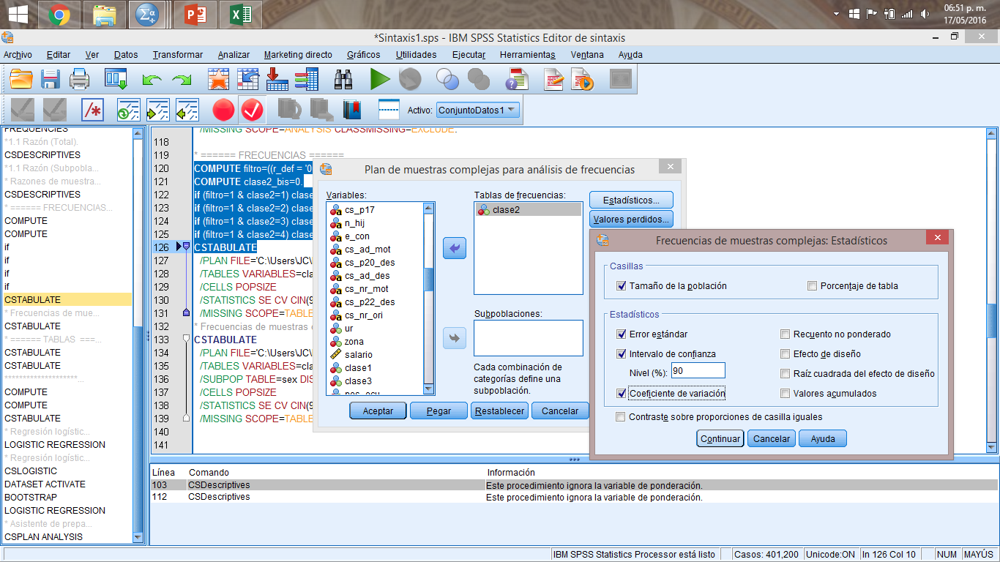 06:51 p. m.
17/05/2016
*Sintaxis1.sps - IBM SPSS Statistics Editor de sintaxis
Archivo Editar Ver Datos Transformar Analizar Marketing directo Gráficos Utilidades Ejecutar Herramientas Ventana Ayuda
Activo: ConjuntoDatos1
FREQUENCIES
*1.1 Razón (Total).
CSDESCRIPTIVES
*1.1 Razón (Subpobla...
* Razones de muestra...
CSDESCRIPTIVES
* ====== FRECUENCIAS...
COMPUTE
COMPUTE
if
if
if
if
CSTABULATE
* Frecuencias de mue...
CSTABULATE
* ====== TABLAS ===...
CSTABULATE
CSTABULATE
********************...
COMPUTE
COMPUTE
CSTABULATE
* Regresión logístic...
LOGISTIC REGRESSION
* Regresión logístic...
CSLOGISTIC
DATASET ACTIVATE
BOOTSTRAP
LOGISTIC REGRESSION
* Asistente de prepa...
CSPLAN ANALYSIS
/MISSING SCOPE=ANALYSIS CLASSMISSING=EXCLUDE.
118
119 * ====== FRECUENCIAS ======
120 COMPUTE filtro=((r_def = '0
121 COMPUTE clase2_bis=0.
122 if (filtro=1 & clase2=1) clase
123 if (filtro=1 & clase2=2) clase
124 if (filtro=1 & clase2=3) clase
125 if (filtro=1 & clase2=4) clase
126 CSTABULATE
127 /PLAN FILE='C:\Users\JC\
128 /TABLES VARIABLES=cla
129 /CELLS POPSIZE
130 /STATISTICS SE CV CIN(9
131 /MISSING SCOPE=TABLE
132 * Frecuencias de muestras
133 CSTABULATE
134 /PLAN FILE='C:\Users\JC\
135 /TABLES VARIABLES=cla
136 /SUBPOP TABLE=sex DIS
137 /CELLS POPSIZE
138 /STATISTICS SE CV CIN(9
139 /MISSING SCOPE=TABLE
140
141
Plan de muestras complejas para análisis de frecuencias
Variables:
cs_p17
n_hij
e_con
cs_ad_mot
cs_p20_des
cs_ad_des
cs_nr_mot
cs_p22_des
cs_nr_ori
ur
zona
salario
clase1
clase3
pos_ocu
Tablas de frecuencias:
clase2
Subpoblaciones:
Cada combinación de
categorías define una
subpoblación.
Estadísticos...
Valores perdidos...
Aceptar Pegar Restablecer Cancelar
Frecuencias de muestras complejas: Estadísticos
Casillas
Tamaño de la población Porcentaje de tabla
Estadísticos
Error estándar Recuento no ponderado
Intervalo de confianza Efecto de diseño
Nivel (%): 90 Raíz cuadrada del efecto de diseño
Coeficiente de variación Valores acumulados
Contraste sobre proporciones de casilla iguales
Continuar Cancelar Ayuda
Línea Comando Información
103 CSDescriptives Este procedimiento ignora la variable de ponderación.
112 CSDescriptives Este procedimiento ignora la variable de ponderación.
IBM SPSS Statistics Processor está listo Casos: 401,200 Unicode:ON In 126 Col 10 NUM MAYÚS